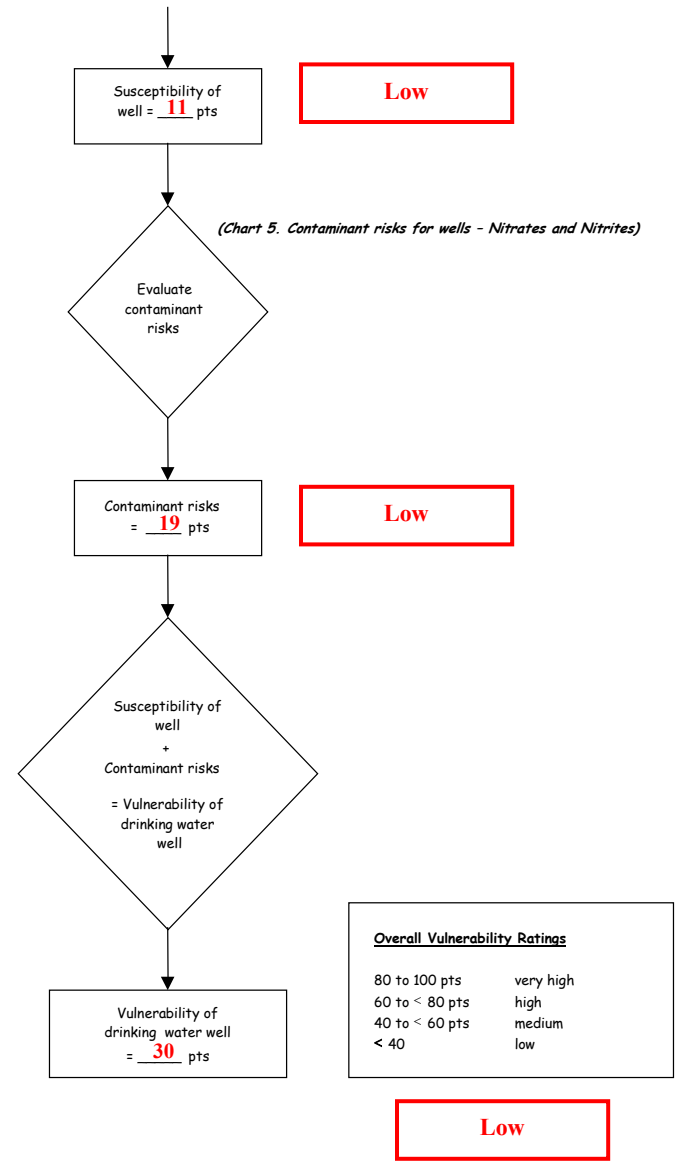 Susceptibility of
well = 11 pts
Low
(Chart 5. Contaminant risks for wells – Nitrates and Nitrites)
Evaluate
contaminant
risks
Contaminant risks
= 19 pts
Low
Susceptibility of
well
+
Contaminant risks
= Vulnerability of
drinking water
well
Vulnerability of
drinking water well
= 30 pts
Overall Vulnerability Ratings
80 to 100 pts very high
60 to < 80 pts high
40 to < 60 pts medium
< 40 low
Low